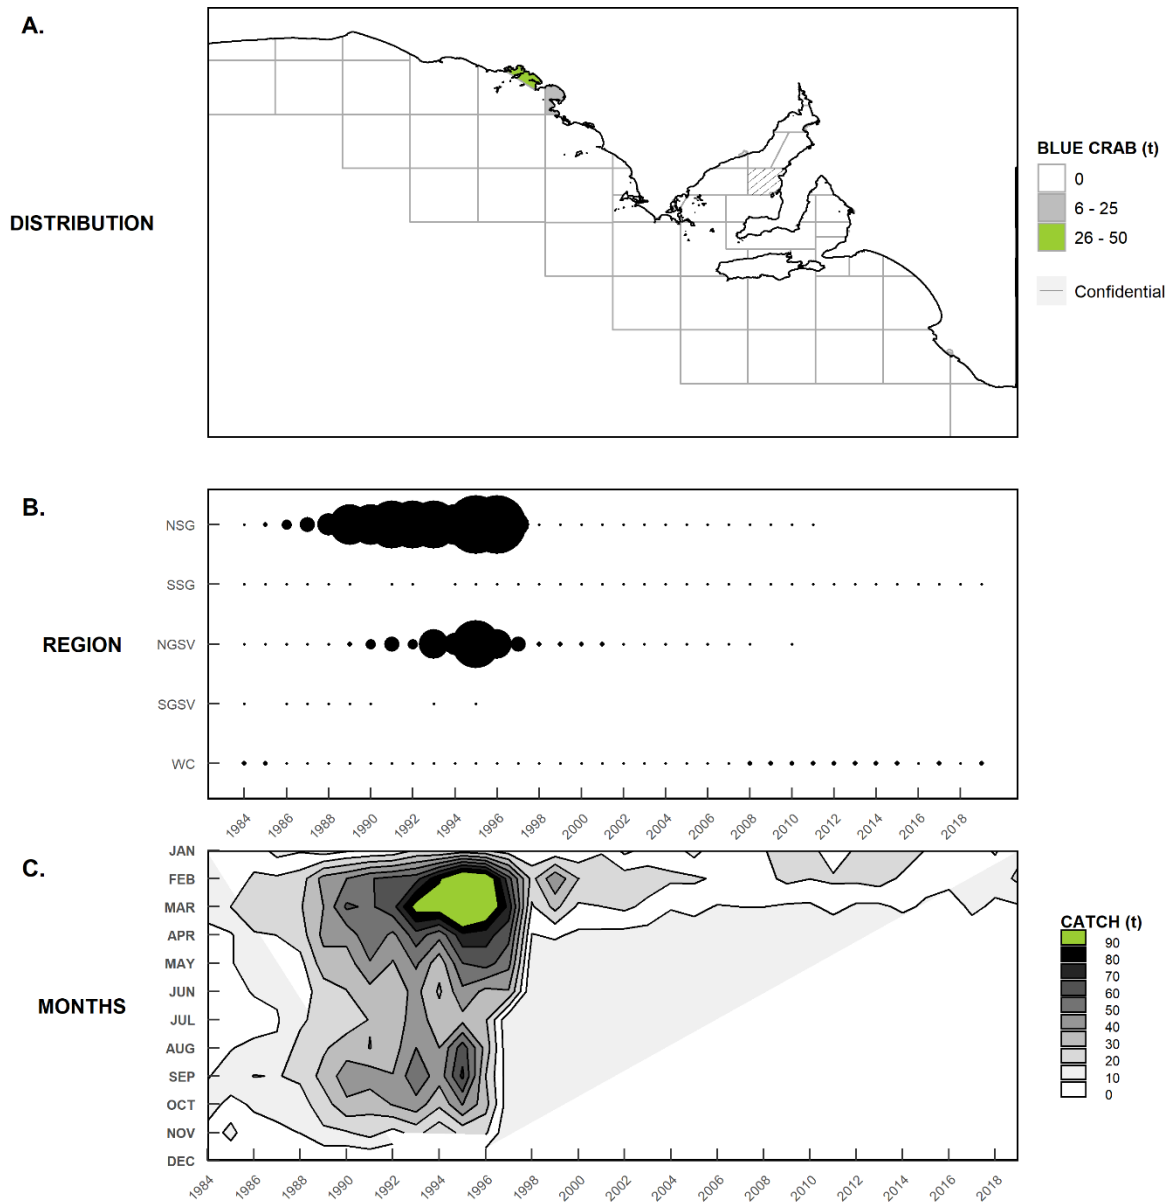 A.
DISTRIBUTION
BLUE CRAB (t)
0
6 - 25
26 - 50
Confidential
B.
REGION
NSG
SSG
NGSV
SGSV
WC
1984 1986 1988 1990 1992 1994 1996 1998 2000 2002 2004 2006 2008 2010 2012 2014 2016 2018
C.
MONTHS
JAN
FEB
MAR
APR
MAY
JUN
JUL
AUG
SEP
OCT
NOV
DEC
1984 1986 1988 1990 1992 1994 1996 1998 2000 2002 2004 2006 2008 2010 2012 2014 2016 2018
CATCH (t)
90
80
70
60
50
40
30
20
10
0